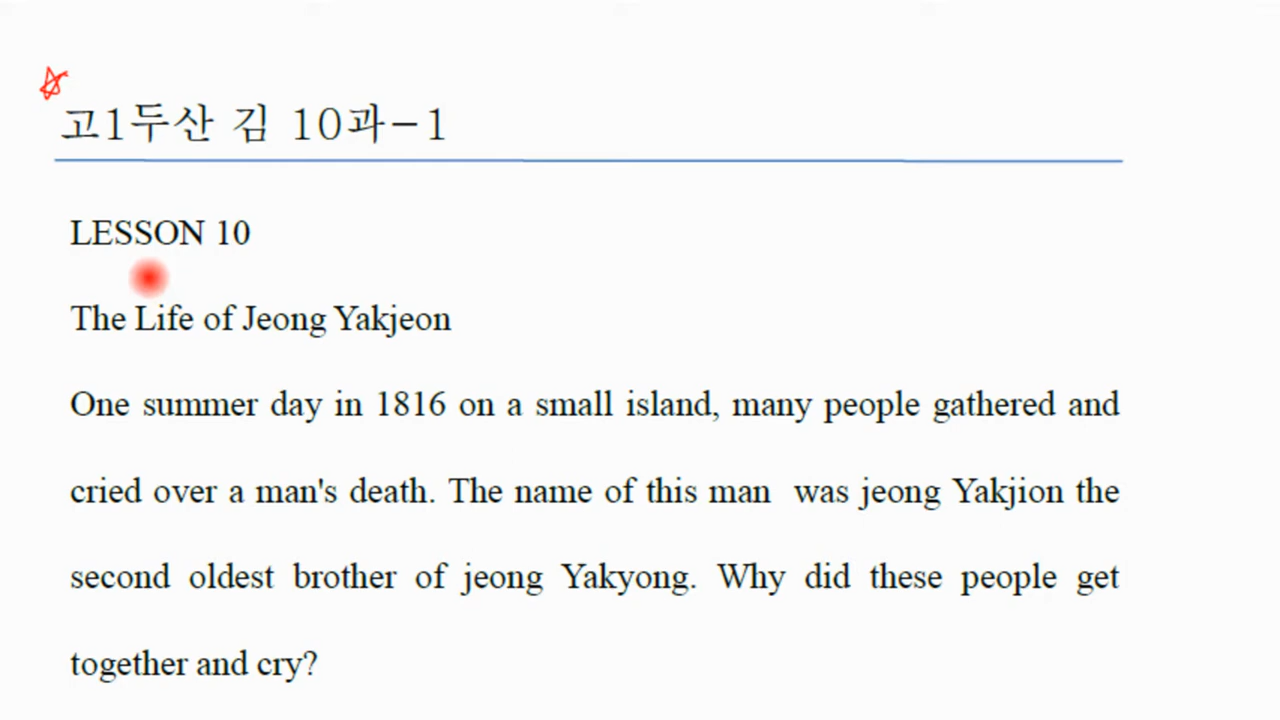 고1두산 김 10과-1
LESSON 10
The Life of Jeong Yakjeon
One summer day in 1816 on a small island, many people gathered and
cried over a man's death. The name of this man  was jeong Yakjion the
second oldest brother of jeong Yakyong. Why did these people get
together and cry?